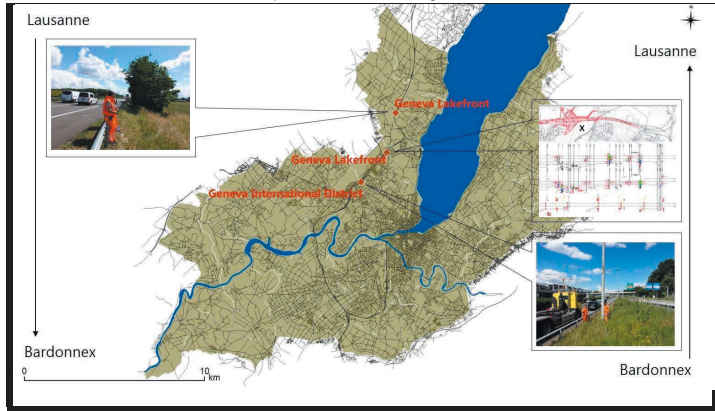 Lausanne
N
Lausanne
Geneva Lakefront
X
Geneva Lakefront
Geneva International District
Bardonnex
0
10
km
Bardonnex